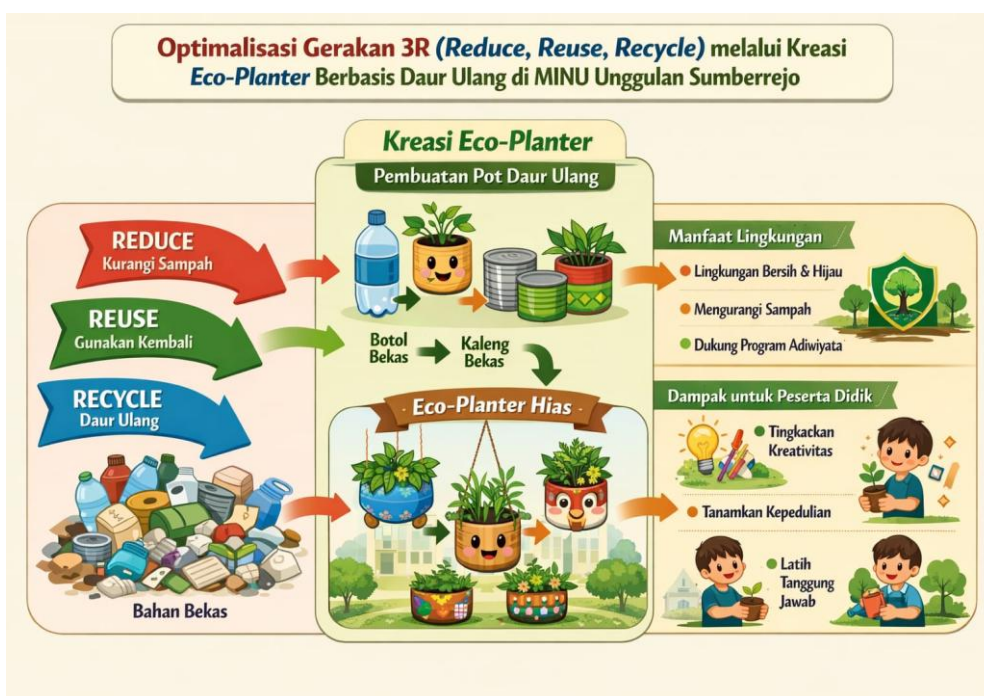 Optimalisasi Gerakan 3R (Reduce, Reuse, Recycle) melalui Kreasi
Eco-Planter Berbasis Daur Ulang di MINU Unggulan Sumberrejo
REDUCE
Kurangi Sampah
REUSE
Gunakan Kembali
RECYCLE
Daur Ulang
Bahan Bekas
Kreasi Eco-Planter
Pembuatan Pot Daur Ulang
Botol
Bekas
Kaleng
Bekas
Eco-Planter Hias
Manfaat Lingkungan
Lingkungan Bersih & Hijau
Mengurangi Sampah
Dukung Program Adiwiyata
Dampak untuk Peserta Didik
Tingkackan
Kreativitas
Tanamkan Kepedulian
Latih
Tanggung
Jawab